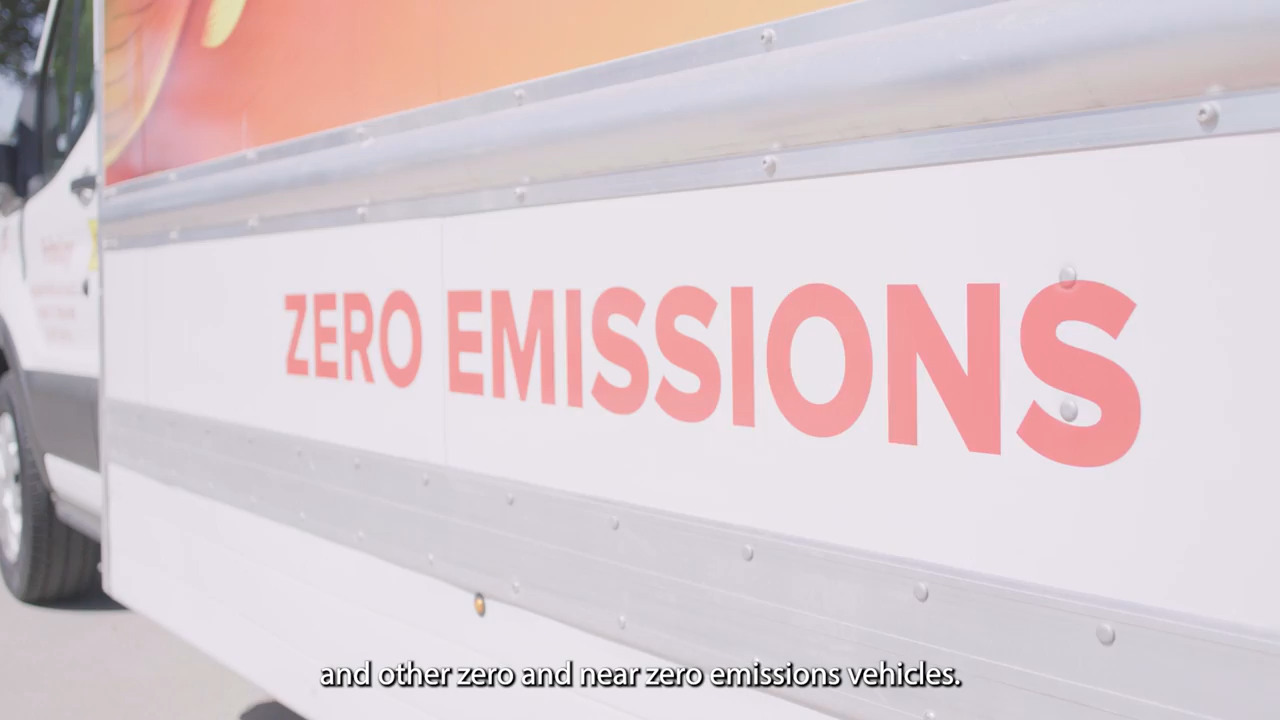 ZERO EMISSIONS
and other zero and near zero emissions vehicles.